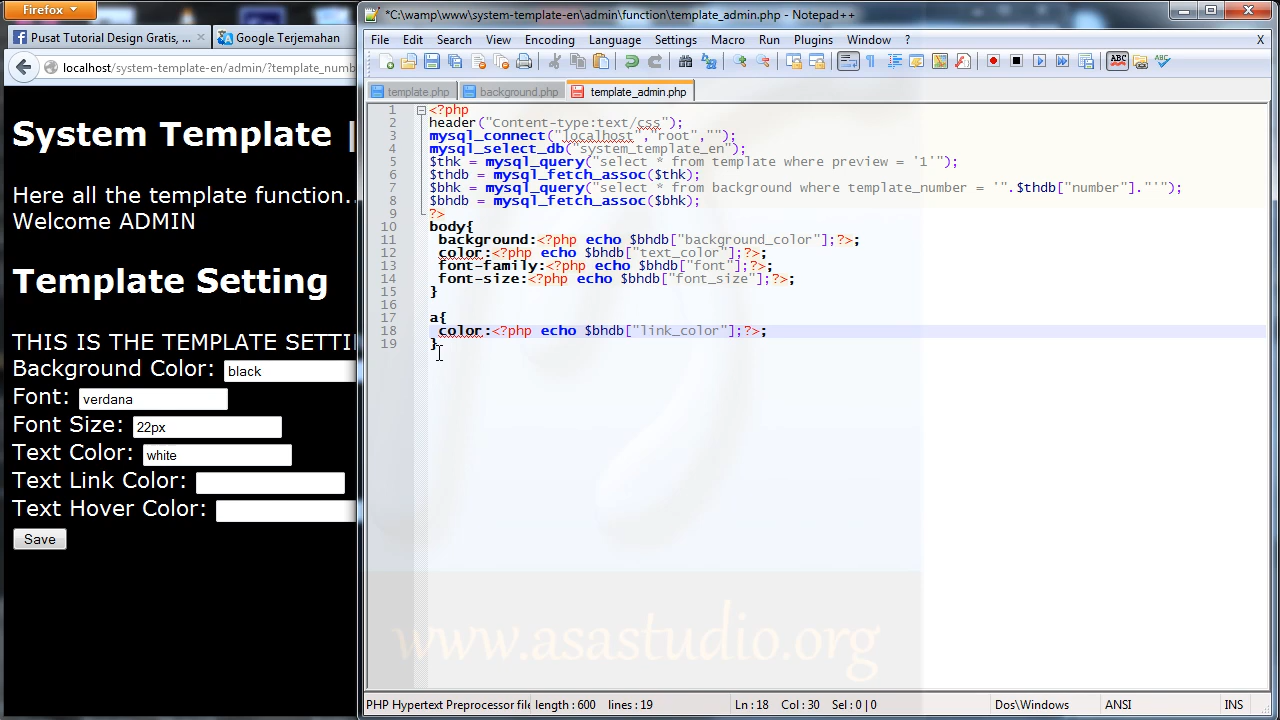 Firefox
*C:\wamp\www\system-template-en\admin\function\template_admin.php - Notepad++
Pusat Tutorial Design Gratis, ...
Google Terjemahan
File Edit Search View Encoding Language Settings Macro Run Plugins Window ? X
localhost/system-template-en/admin/?template_numb
template.php background.php template_admin.php
System Template |
Here all the template function..
Welcome ADMIN
Template Setting
THIS IS THE TEMPLATE SETTI
Background Color: black
Font: verdana
Font Size: 22px
Text Color: white
Text Link Color:
Text Hover Color:
Save
1 <?php
2 header("Content-type:text/css");
3 mysql_connect("localhost","root","");
4 mysql_select_db("system_template_en");
5 $thk = mysql_query("select * from template where preview = '1'");
6 $thdb = mysql_fetch_assoc($thk);
7 $bhk = mysql_query("select * from background where template_number = '".$thdb["number"]."'");
8 $bhdb = mysql_fetch_assoc($bhk);
9 ?>
10 body{
11 background:<?php echo $bhdb["background_color"];?>;
12 color:<?php echo $bhdb["text_color"];?>;
13 font-family:<?php echo $bhdb["font"];?>;
14 font-size:<?php echo $bhdb["font_size"];?>;
15 }
16
17 a{
18 color:<?php echo $bhdb["link_color"];?>;
19 }
www.asastudio.org
PHP Hypertext Preprocessor file length : 600 lines : 19 Ln : 18 Col : 30 Sel : 0 | 0 Dos\Windows ANSI INS